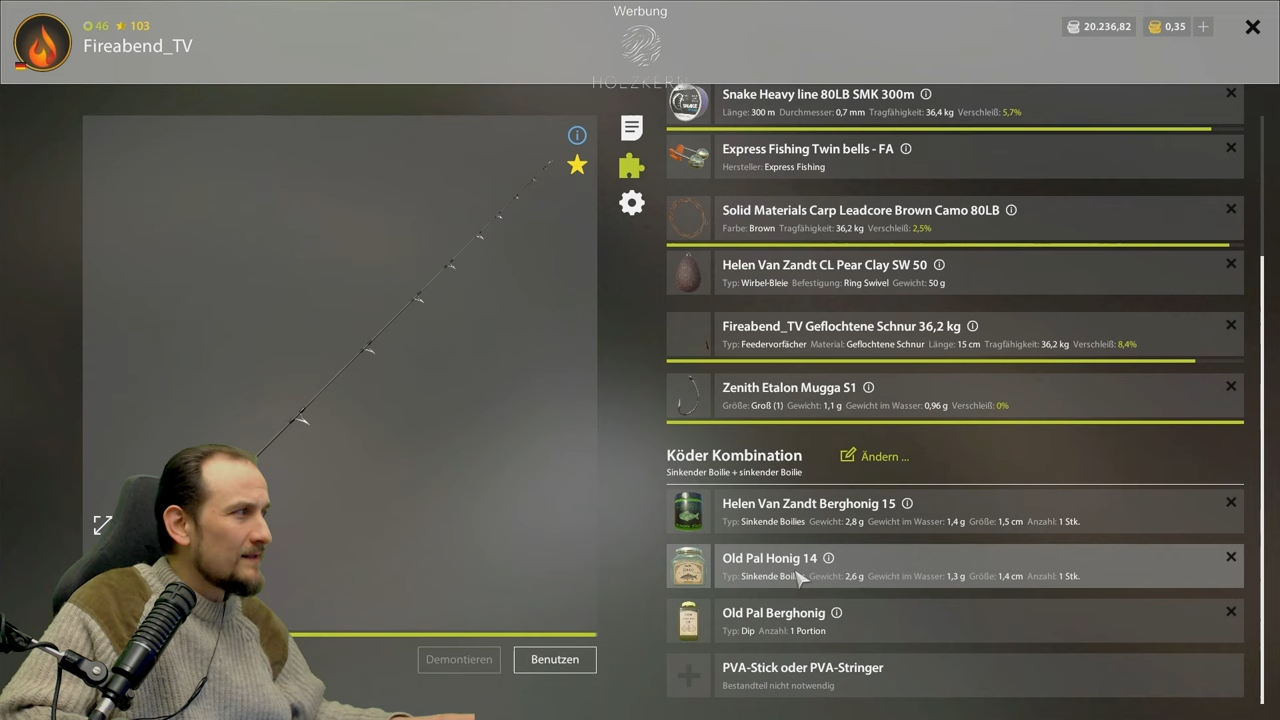 46 103
Fireabend_TV
Werbung
HOLZKERN
20.236,82
0,35
Snake Heavy line 80LB SMK 300m
Länge: 300 m Durchmesser: 0,7 mm Tragfähigkeit: 36,4 kg Verschleiß: 5,7%
Express Fishing Twin bells - FA
Hersteller: Express Fishing
Solid Materials Carp Leadcore Brown Camo 80LB
Farbe: Brown Tragfähigkeit: 36,2 kg Verschleiß: 2,5%
Helen Van Zandt CL Pear Clay SW 50
Typ: Wirbel-Bleie Befestigung: Ring Swivel Gewicht: 50 g
Fireabend_TV Geflochtene Schnur 36,2 kg
Typ: Feedervorfächer Material: Geflochtene Schnur Länge: 15 cm Tragfähigkeit: 36,2 kg Verschleiß: 8,4%
Zenith Etalon Mugga S1
Größe: Groß (1) Gewicht: 1,1 g Gewicht im Wasser: 0,96 g Verschleiß: 0%
Köder Kombination
Ändern ...
Sinkender Boilie + sinkender Boilie
Helen Van Zandt Berghonig 15
Typ: Sinkende Boilies Gewicht: 2,8 g Gewicht im Wasser: 1,4 g Größe: 1,5 cm Anzahl: 1 Stk.
Old Pal Honig 14
Typ: Sinkende Boilies Gewicht: 2,6 g Gewicht im Wasser: 1,3 g Größe: 1,4 cm Anzahl: 1 Stk.
Old Pal Berghonig
Typ: Dip Anzahl: 1 Portion
PVA-Stick oder PVA-Stringer
Bestandteil nicht notwendig
Demontieren
Benutzen